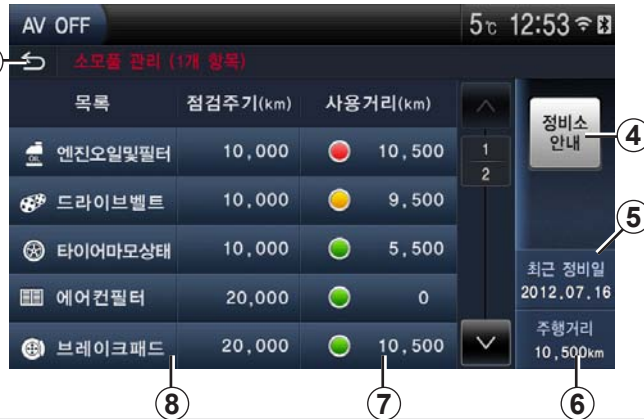 AV OFF 5℃ 12:53
소모품 관리 (1개 항목)
목록 점검주기(km) 사용거리(km)
엔진오일및필터 10,000 10,500
드라이브벨트 10,000 9,500
타이어마모상태 10,000 5,500
에어컨필터 20,000 0
브레이크패드 20,000 10,500
1
2
정비소
안내
④
⑤
최근 정비일
2012.07.16
주행거리
10,500km
⑧ ⑦ ⑥